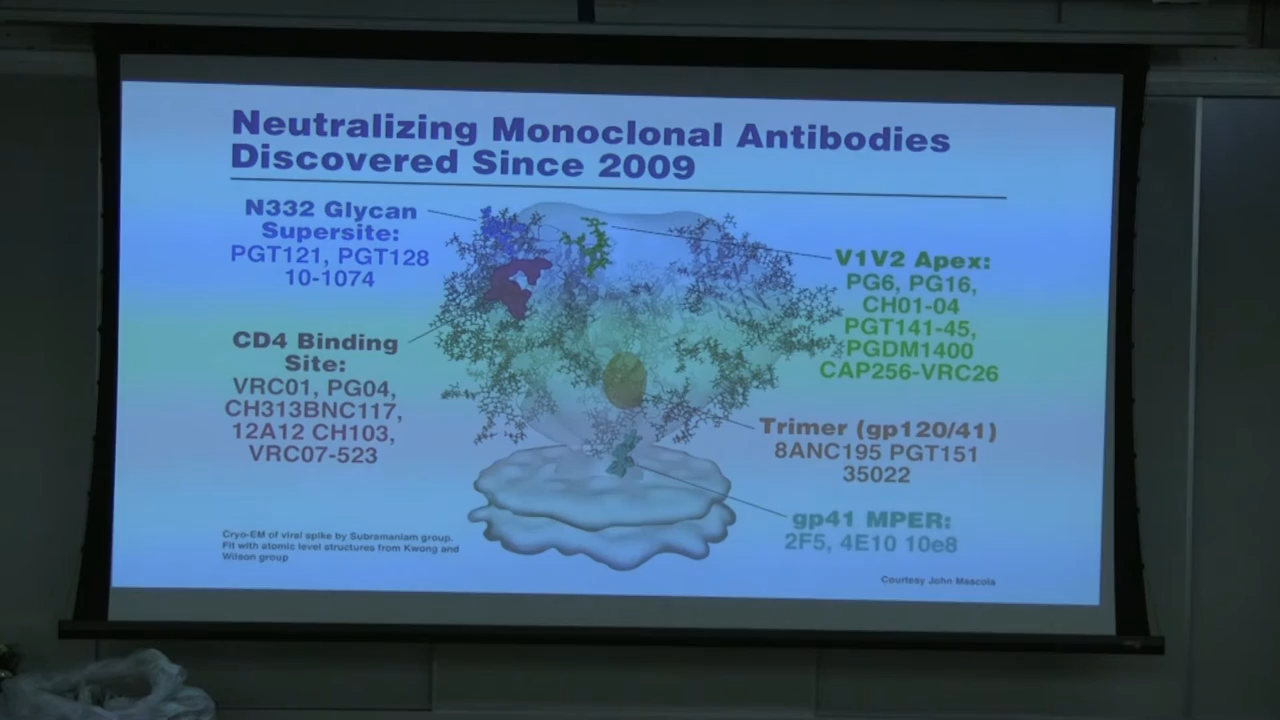 Neutralizing Monoclonal Antibodies
Discovered Since 2009
N332 Glycan
Supersite:
PGT121, PGT128
10-1074
CD4 Binding
Site:
VRC01, PG04,
CH313BNC117,
12A12 CH103,
VRC07-523
V1V2 Apex:
PG6, PG16,
CH01-04
PGT141-45,
PGDM1400
CAP256-VRC26
Trimer (gp120/41)
8ANC195 PGT151
35022
gp41 MPER:
2F5, 4E10 10e8
Cryo-EM of viral spike by Subramaniam group.
Fit with atomic level structures from Kwong and
Wilson group
Courtesy John Mascola